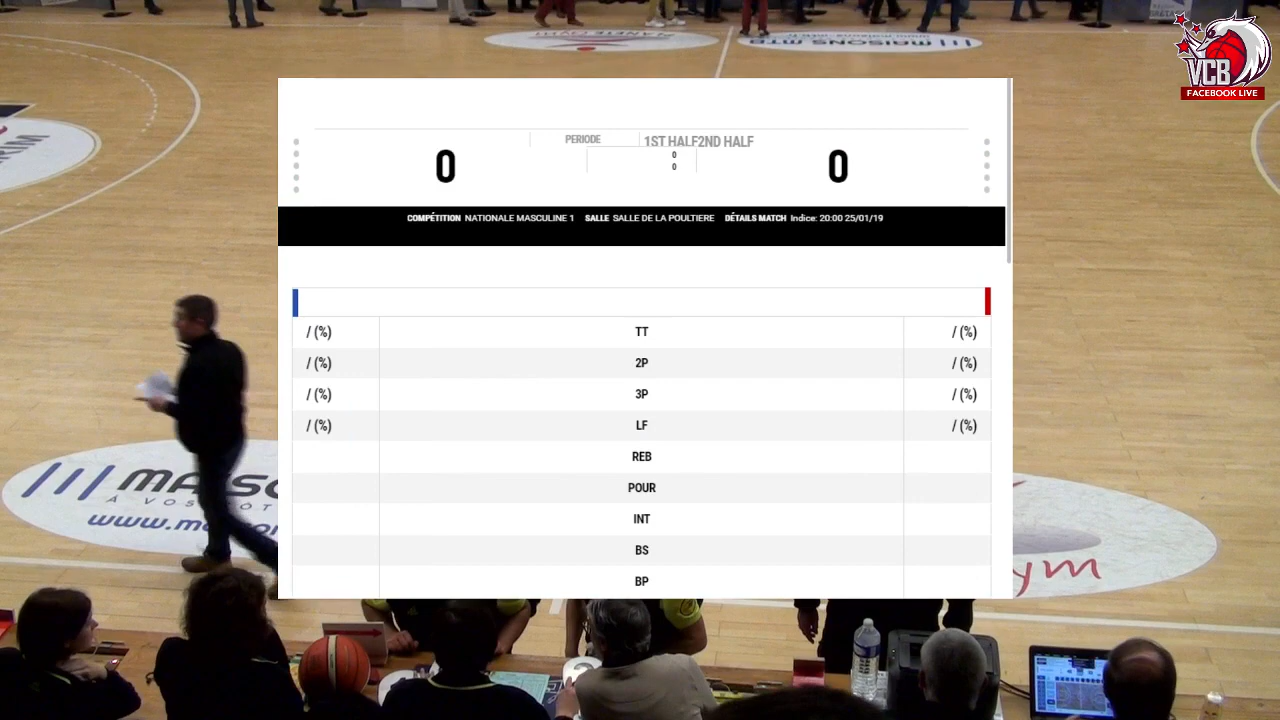 VCB
FACEBOOK LIVE
MAISONS MTB
PERIODE
1ST HALF2ND HALF
0
0
0
0
COMPÉTITION NATIONALE MASCULINE 1 SALLE SALLE DE LA POULTIERE DÉTAILS MATCH Indice: 20:00 25/01/19
/ (%) TT / (%)
/ (%) 2P / (%)
/ (%) 3P / (%)
/ (%) LF / (%)
REB
POUR
INT
BS
BP